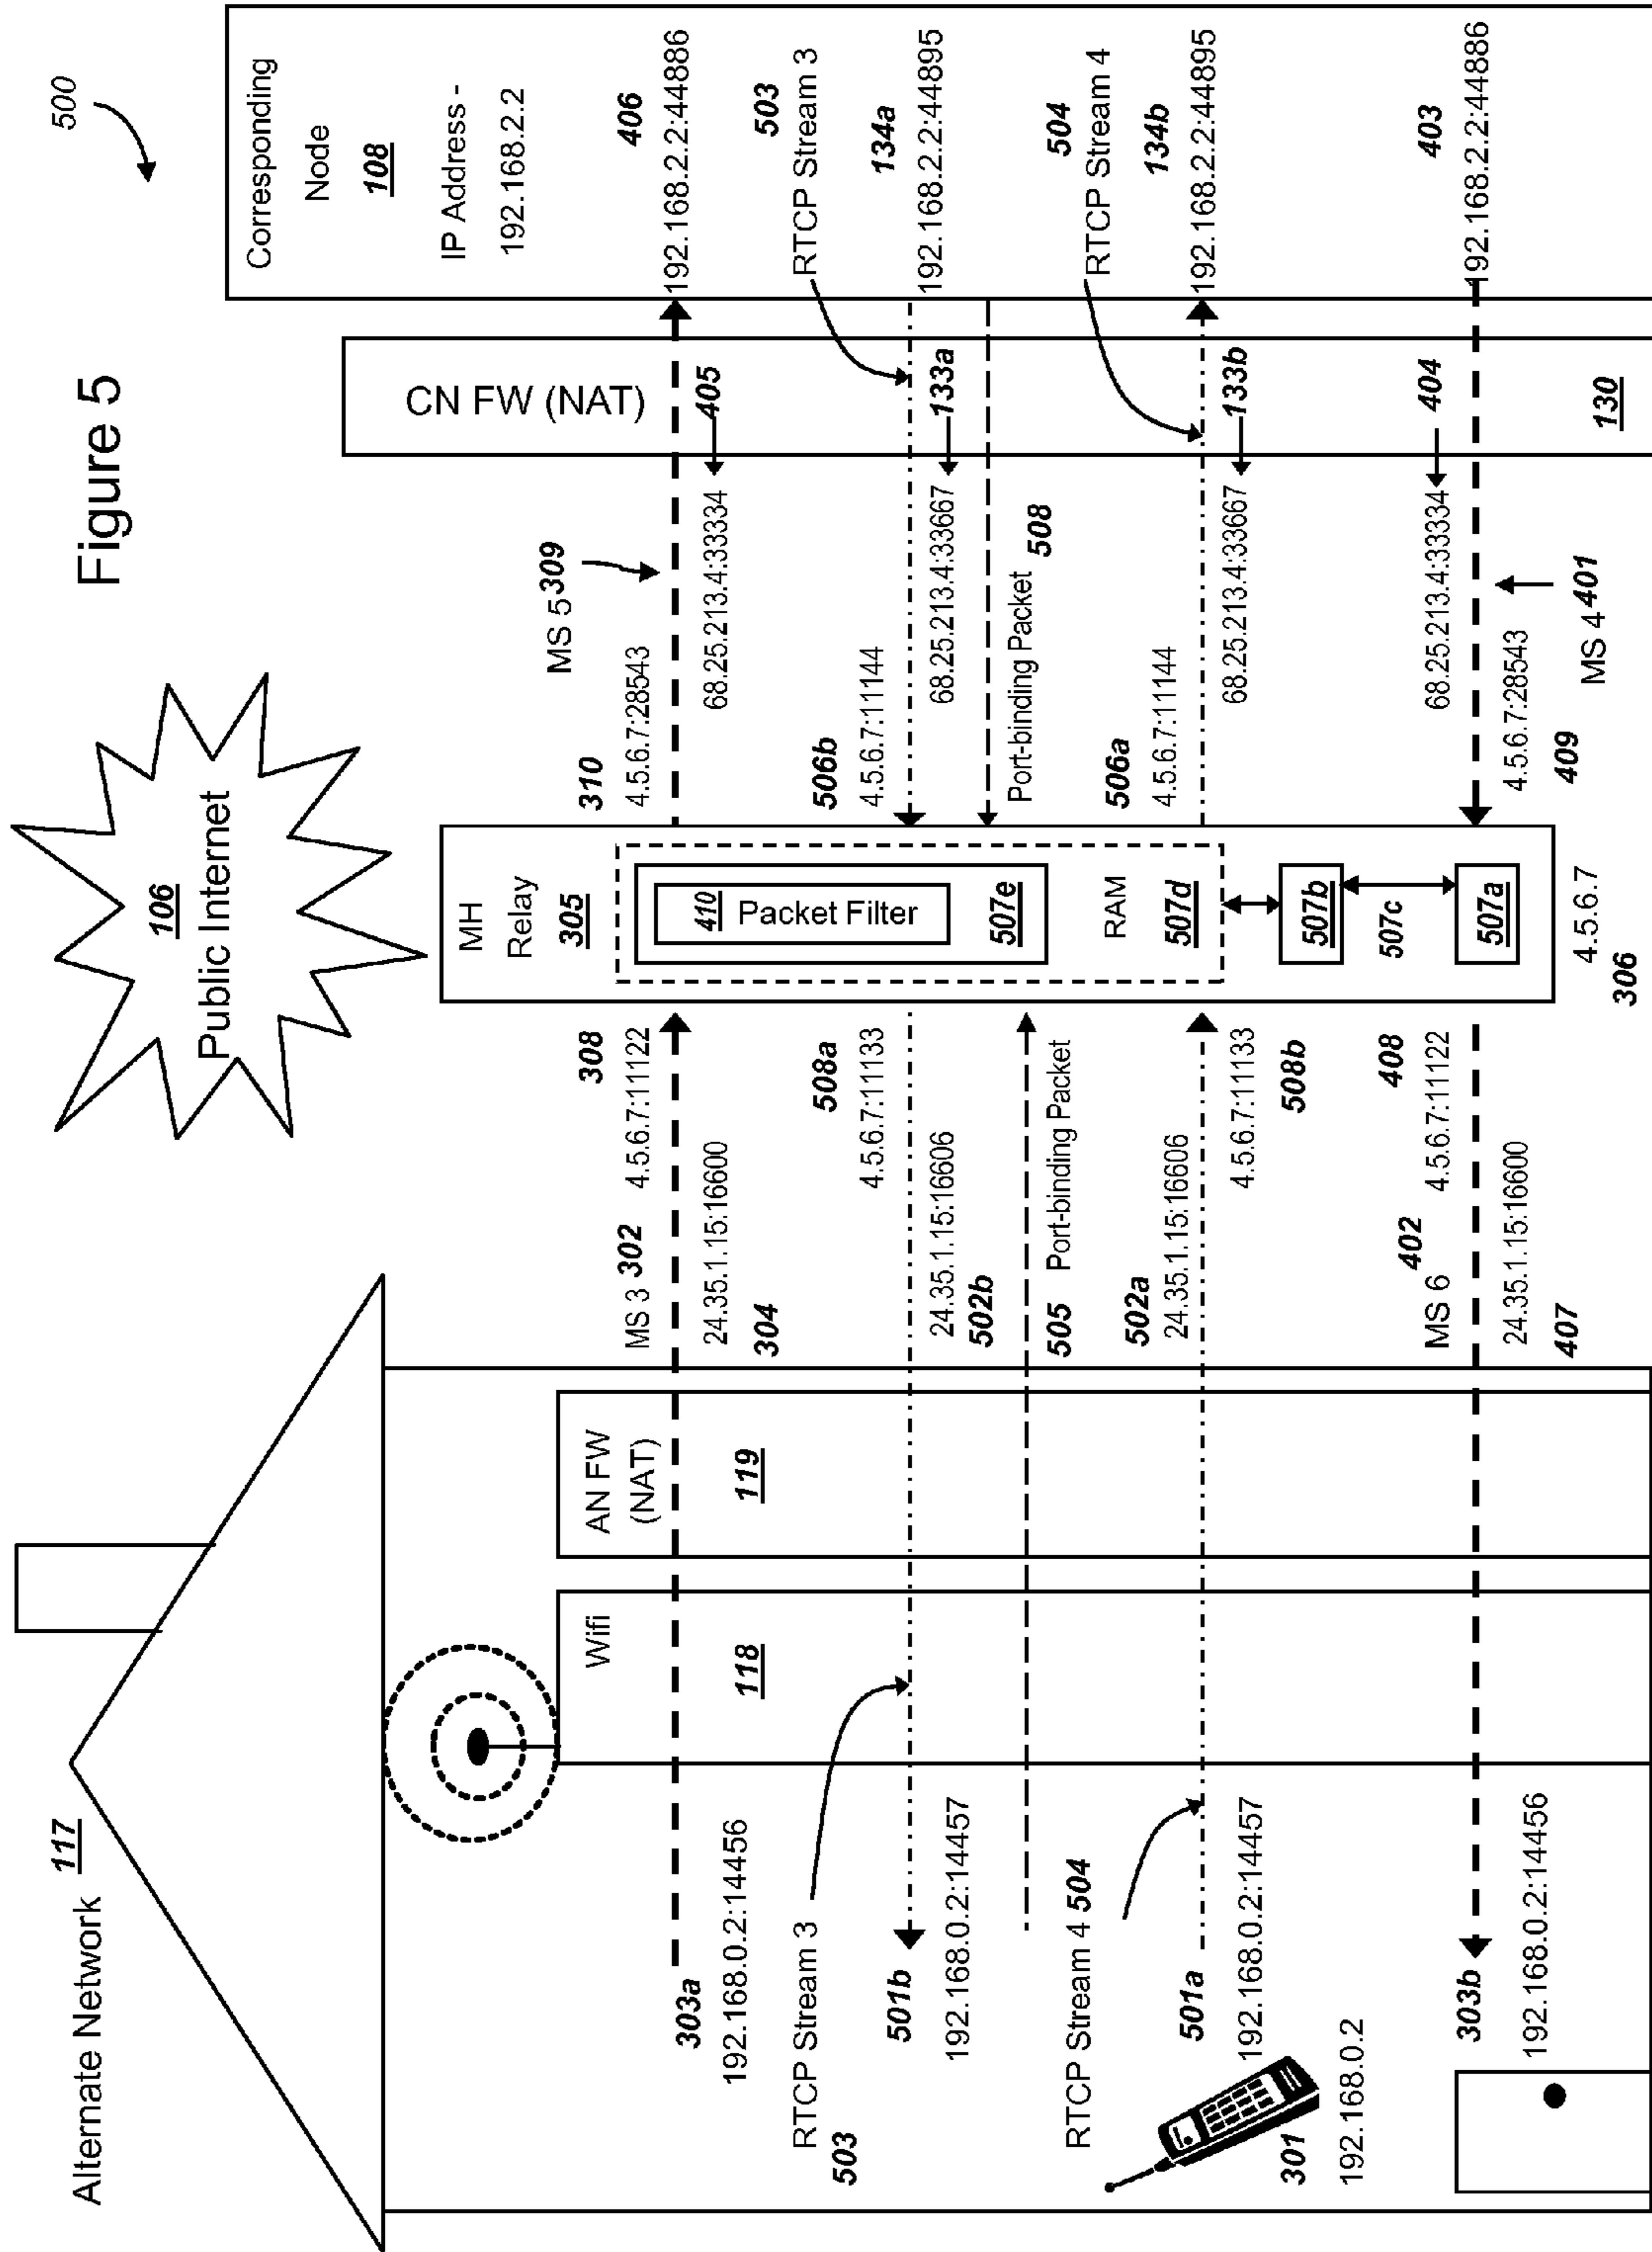 Figure 5
500
106
Public Internet
Alternate Network 117
Wifi
118
AN FW
(NAT)
119
MH
Relay
305
410 Packet Filter
507e
RAM
507d
507b
507c
507a
4.5.6.7
306
CN FW (NAT)
130
Corresponding
Node
108
IP Address -
192.168.2.2
303a
192.168.0.2:14456
MS 3 302
24.35.1.15:16600
304
308
4.5.6.7:11122
310
4.5.6.7:28543
MS 5 309
68.25.213.4:33334
405
406
192.168.2.2:44886
RTCP Stream 3
503
501b
192.168.0.2:14457
24.35.1.15:16606
502b
508a
4.5.6.7:11133
506b
4.5.6.7:11144
68.25.213.4:33667
133a
503
RTCP Stream 3
134a
192.168.2.2:44895
505 Port-binding Packet
Port-binding Packet 508
RTCP Stream 4 504
501a
192.168.0.2:14457
502a
24.35.1.15:16606
4.5.6.7:11133
508b
506a
4.5.6.7:11144
68.25.213.4:33667
133b
504
RTCP Stream 4
134b
192.168.2.2:44895
301
192.168.0.2
303b
192.168.0.2:14456
402
MS 6
24.35.1.15:16600
407
408
4.5.6.7:11122
4.5.6.7:28543
409
68.25.213.4:33334
404
MS 4 401
403
192.168.2.2:44886